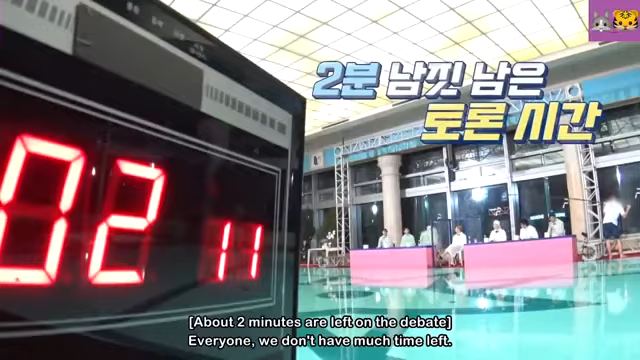 2분 남짓 남은
토론 시간
02 11
[About 2 minutes are left on the debate]
Everyone, we don't have much time left.